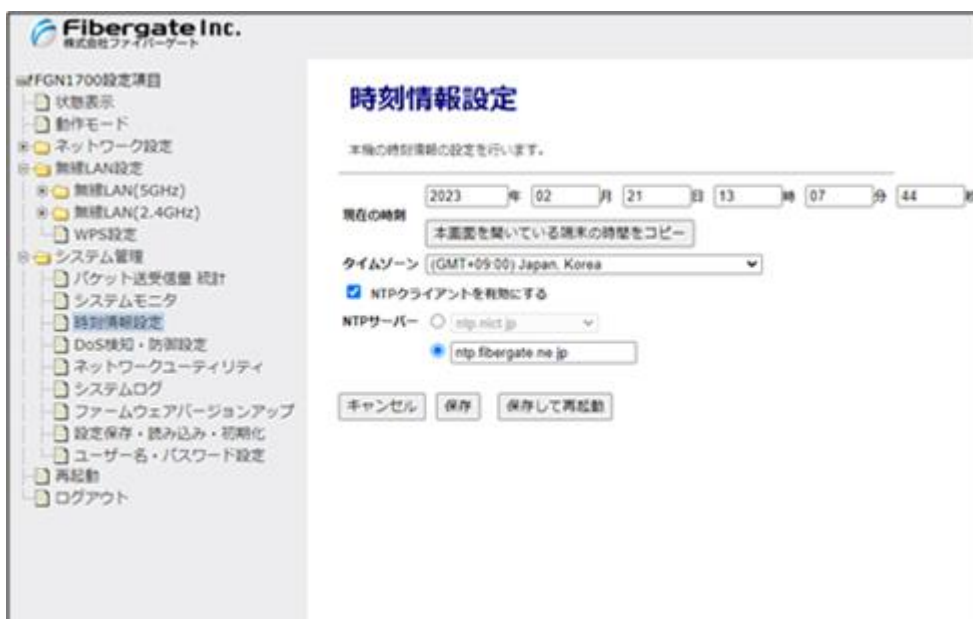 Fibergate Inc.
株式会社ファイバーゲート
FGN1700設定項目
状態表示
動作モード
ネットワーク設定
無線LAN設定
無線LAN(5GHz)
無線LAN(2.4GHz)
WPS設定
システム管理
パケット送受信量 統計
システムモニタ
時刻情報設定
DoS検知・防御設定
ネットワークユーティリティ
システムログ
ファームウェアバージョンアップ
設定保存・読み込み・初期化
ユーザー名・パスワード設定
再起動
ログアウト
時刻情報設定
本機の時刻情報の設定を行います。
現在の時刻 2023 年 02 月 21 日 13 時 07 分 44 秒
本画面を開いている端末の時間をコピー
タイムゾーン (GMT+09:00) Japan, Korea
NTPクライアントを有効にする
NTPサーバー ntp.nict.jp
ntp.fibergate.ne.jp
キャンセル 保存 保存して再起動